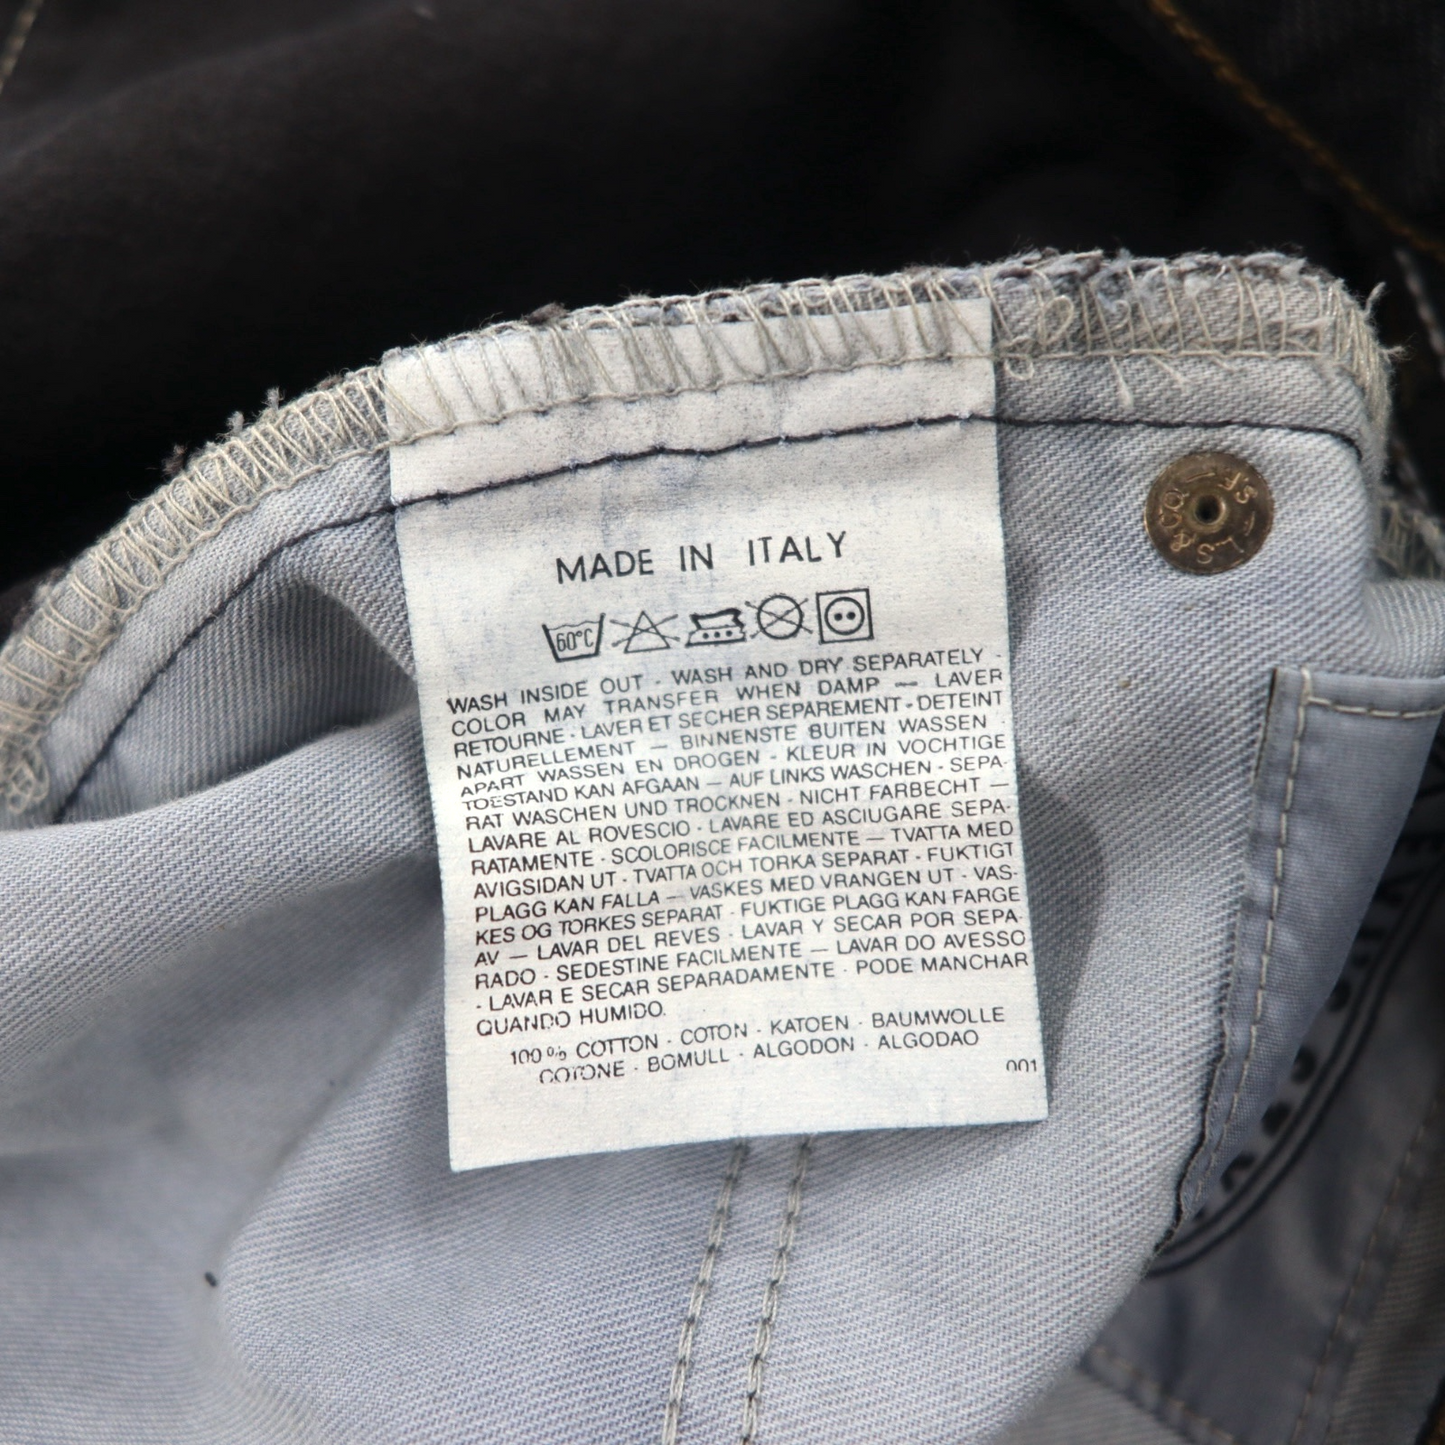 MADE IN ITALY
60°C
WASH INSIDE OUT - WASH AND DRY SEPARATELY -
COLOR MAY TRANSFER WHEN DAMP — LAVER
RETOURNE - LAVER ET SECHER SEPAREMENT - DETEINT
NATURELLEMENT — BINNENSTE BUITEN WASSEN
APART WASSEN EN DROGEN - KLEUR IN VOCHTIGE
TOESTAND KAN AFGAAN — AUF LINKS WASCHEN - SEPA-
RAT WASCHEN UND TROCKNEN - NICHT FARBECHT —
LAVARE AL ROVESCIO - LAVARE ED ASCIUGARE SEPA-
RATAMENTE - SCOLORISCE FACILMENTE — TVATTA MED
AVIGSIDAN UT - TVATTA OCH TORKA SEPARAT - FUKTIGT
PLAGG KAN FALLA — VASKES MED VRANGEN UT - VAS-
KES OG TORKES SEPARAT - FUKTIGE PLAGG KAN FARGE
AV — LAVAR DEL REVES - LAVAR Y SECAR POR SEPA-
RADO - SEDESTINE FACILMENTE — LAVAR DO AVESSO
- LAVAR E SECAR SEPARADAMENTE - PODE MANCHAR
QUANDO HUMIDO.
100 % COTTON - COTON - KATOEN - BAUMWOLLE
COTONE - BOMULL - ALGODON - ALGODAO
001
LS&CO SF